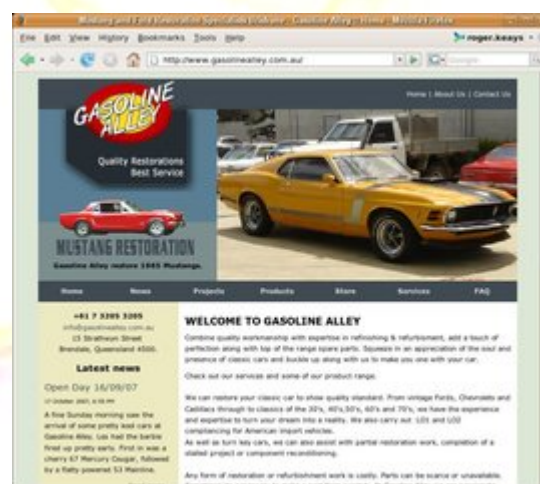 Mustang and Ford Restoration Specialists Brisbane - Gasoline Alley :: Home - Mozilla Firefox
File Edit View History Bookmarks Tools Help
roger.keays
http://www.gasolinealley.com.au/
Google
Home | About Us | Contact Us
GASOLINE
ALLEY
Quality Restorations
Best Service
MUSTANG RESTORATION
Gasoline Alley restore 1965 Mustangs.
Home News Projects Products Store Services FAQ
+61 7 3205 3205
info@gasolinealley.com.au
15 Strathwyn Street
Brendale, Queensland 4500.
Latest news
Open Day 16/09/07
17 October 2007, 4:55 PM
A fine Sunday morning saw the
arrival of some pretty kool cars at
Gasoline Alley. Les had the barbie
fired up pretty early. First in was a
cherry 67 Mercury Cougar, followed
by a flatty powered 53 Mainline.
WELCOME TO GASOLINE ALLEY
Combine quality workmanship with expertise in refinishing & refurbishment, add a touch of
perfection along with top of the range spare parts. Squeeze in an appreciation of the soul and
presence of classic cars and buckle up along with us to make you one with your car.
Check out our services and some of our product range.
We can restore your classic car to show quality standard. From vintage Fords, Chevrolets and
Cadillacs through to classics of the 30's, 40's,50's, 60's and 70's, we have the experience
and expertise to turn your dream into a reality. We also carry out: LO1 and LO2
compliancing for American import vehicles.
As well as turn key cars, we can also assist with partial restoration work, completion of a
stalled project or component reconditioning.
Any form of restoration or refurbishment work is costly. Parts can be scarce or unavailable.